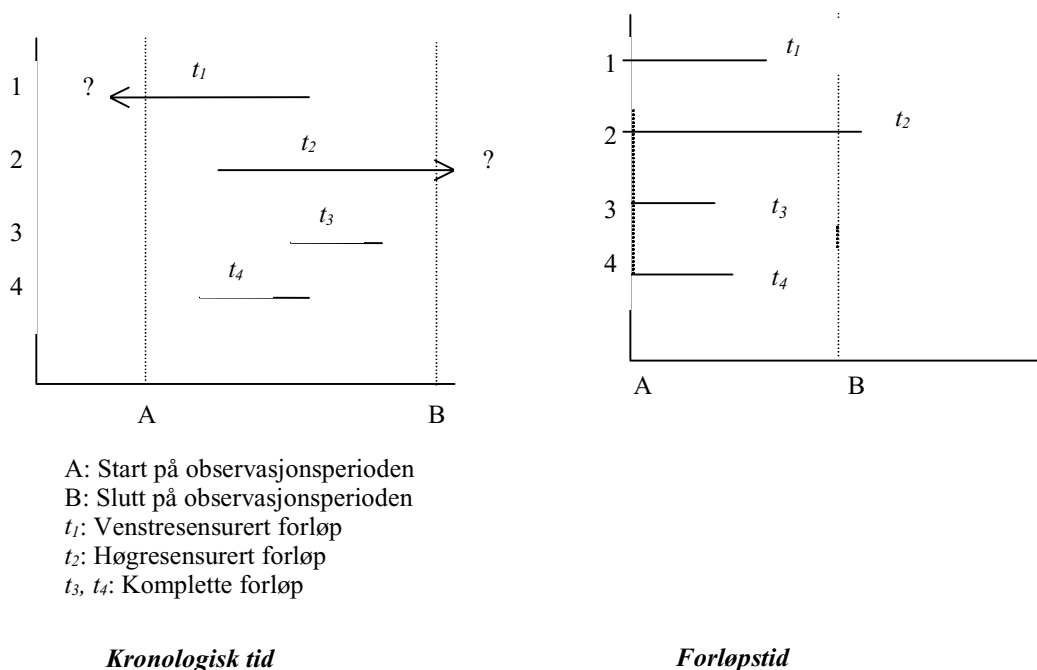 t1
1
?
t2
2
?
t3
3
t4
4
A
B
t1
1
t2
2
3
t3
4
t4
A
B
A: Start på observasjonsperioden
B: Slutt på observasjonsperioden
t1: Venstresensurert forløp
t2: Høgresensurert forløp
t3, t4: Komplette forløp
Kronologisk tid
Forløpstid